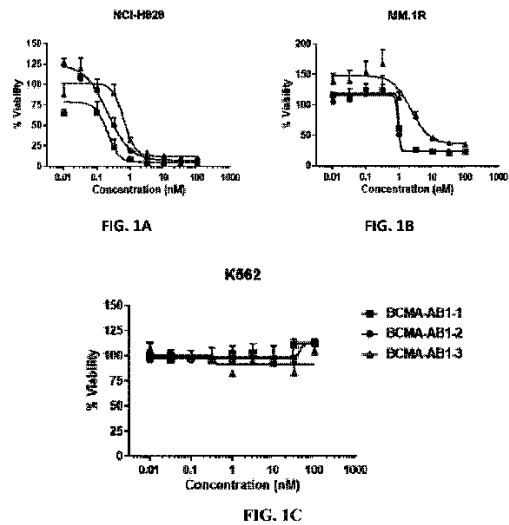 NCI-H929
% Viability
150
125
100
75
50
25
0
0.01 0.1 1 10 100 1000
Concentration (nM)
FIG. 1A
MM.1R
% Viability
200
150
100
50
0
0.01 0.1 1 10 100 1000
Concentration (nM)
FIG. 1B
K562
% Viability
150
125
100
75
50
25
0
0.01 0.1 1 10 100 1000
Concentration (nM)
BCMA-AB1-1
BCMA-AB1-2
BCMA-AB1-3
FIG. 1C